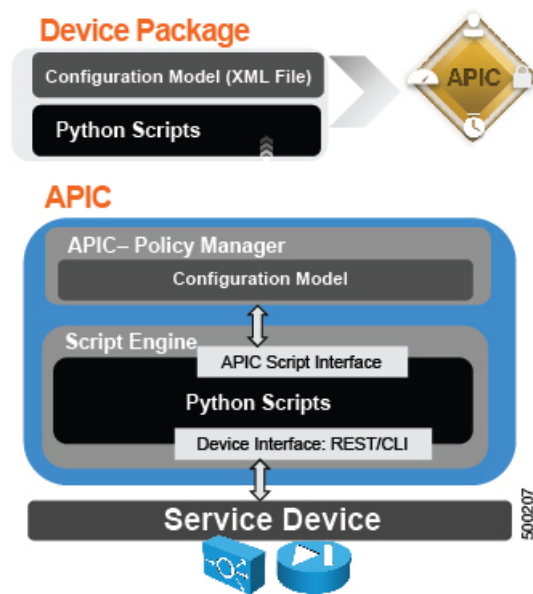 Device Package
Configuration Model (XML File)
Python Scripts
APIC
APIC
APIC– Policy Manager
Configuration Model
Script Engine
APIC Script Interface
Python Scripts
Device Interface: REST/CLI
Service Device
500207